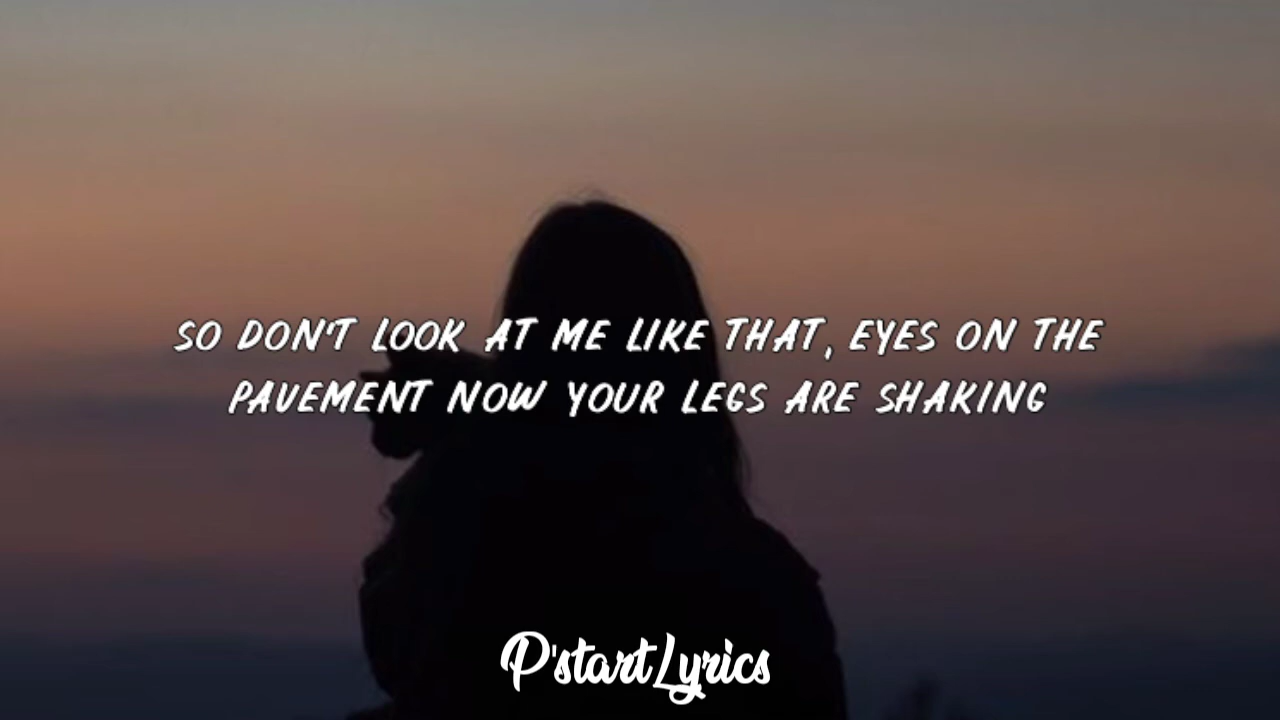 SO DON'T LOOK AT ME LIKE THAT, EYES ON THE
PAVEMENT NOW YOUR LEGS ARE SHAKING
P'startLyrics